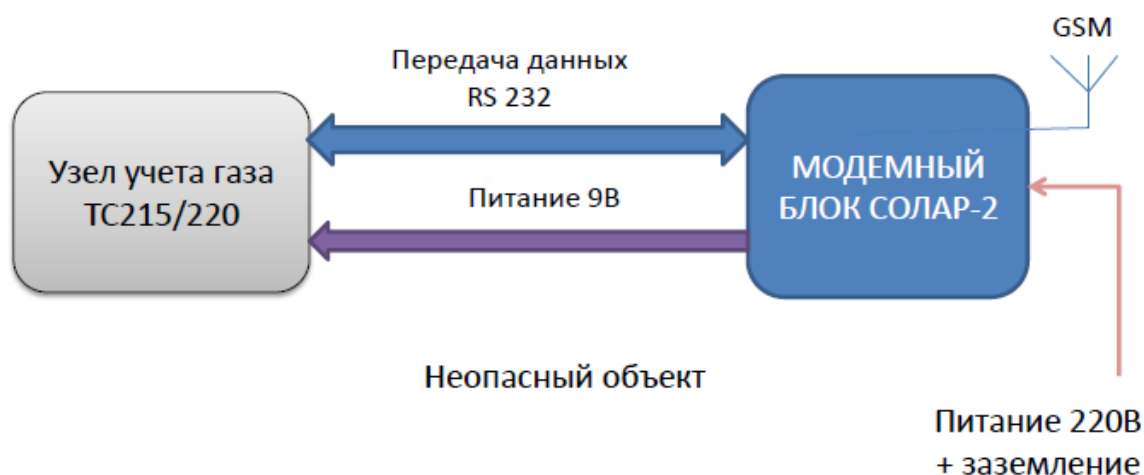 GSM
Передача данных
RS 232
Узел учета газа
ТС215/220
Питание 9В
МОДЕМНЫЙ
БЛОК СОЛАР-2
Неопасный объект
Питание 220В
+ заземление